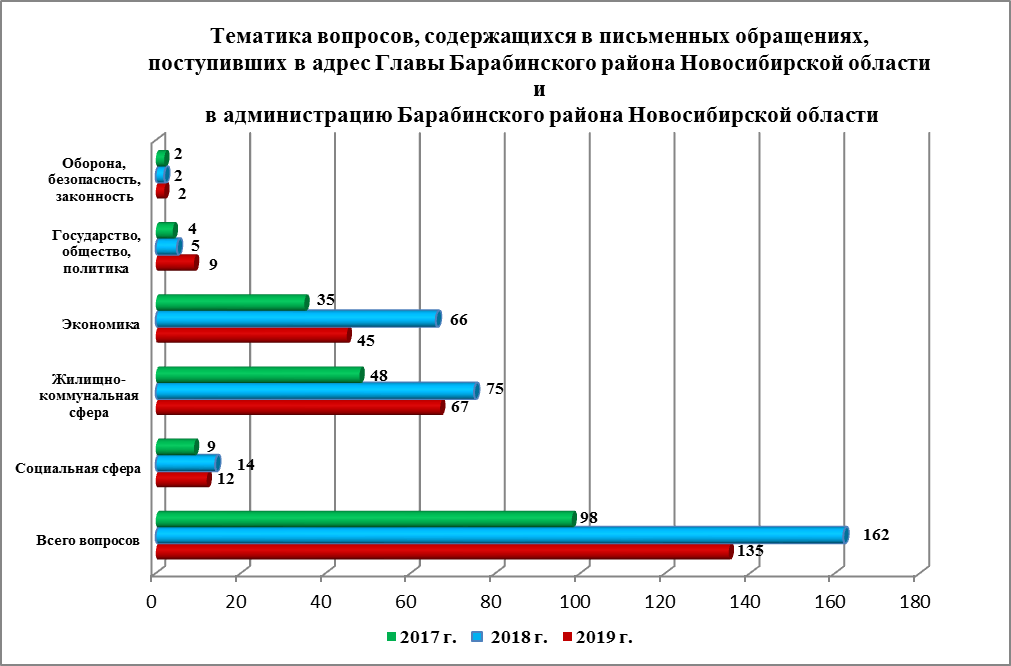 Тематика вопросов, содержащихся в письменных обращениях,
поступивших в адрес Главы Барабинского района Новосибирской области
и
в администрацию Барабинского района Новосибирской области
Оборона,
безопасность,
законность
2
2
2
Государство,
общество,
политика
4
5
9
Экономика
35
66
45
Жилищно-
коммунальная
сфера
48
75
67
Социальная сфера
9
14
12
Всего вопросов
98
162
135
0 20 40 60 80 100 120 140 160 180
2017 г. 2018 г. 2019 г.